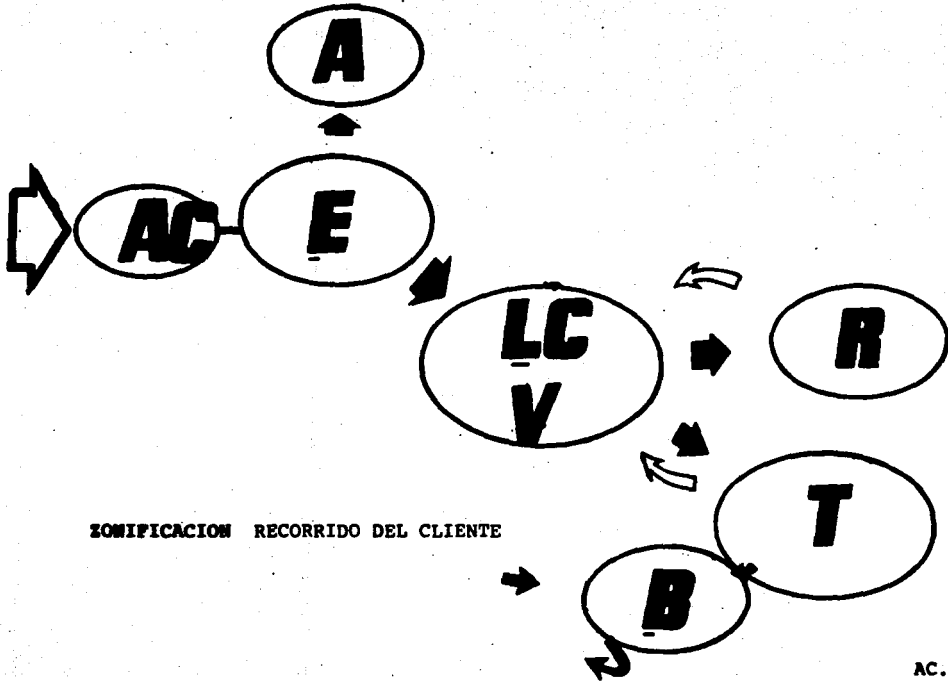 A
AC
E
LC
V
R
T
ZONIFICACION RECORRIDO DEL CLIENTE
B
AC.